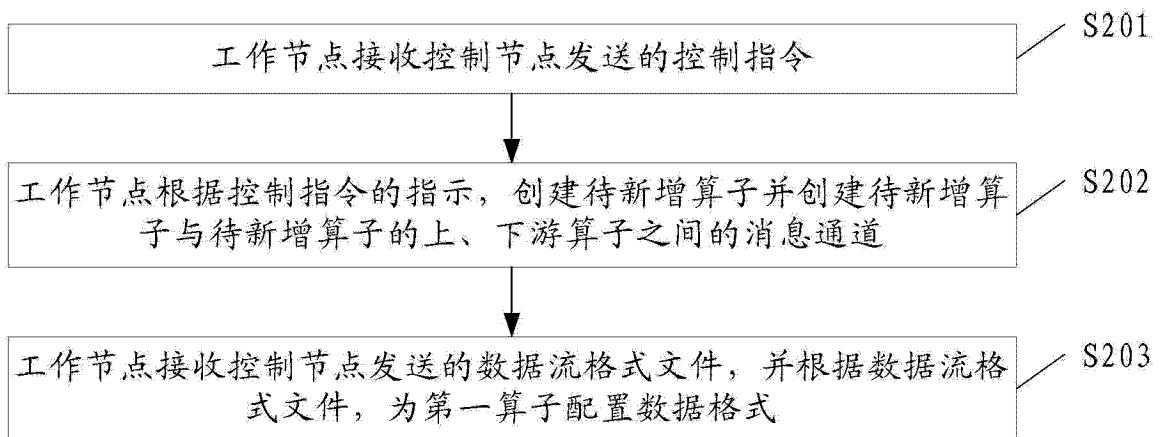 工作节点接收控制节点发送的控制指令
S201
工作节点根据控制指令的指示，创建待新增算子并创建待新增算
子与待新增算子的上、下游算子之间的消息通道
S202
工作节点接收控制节点发送的数据流格式文件，并根据数据流格
式文件，为第一算子配置数据格式
S203